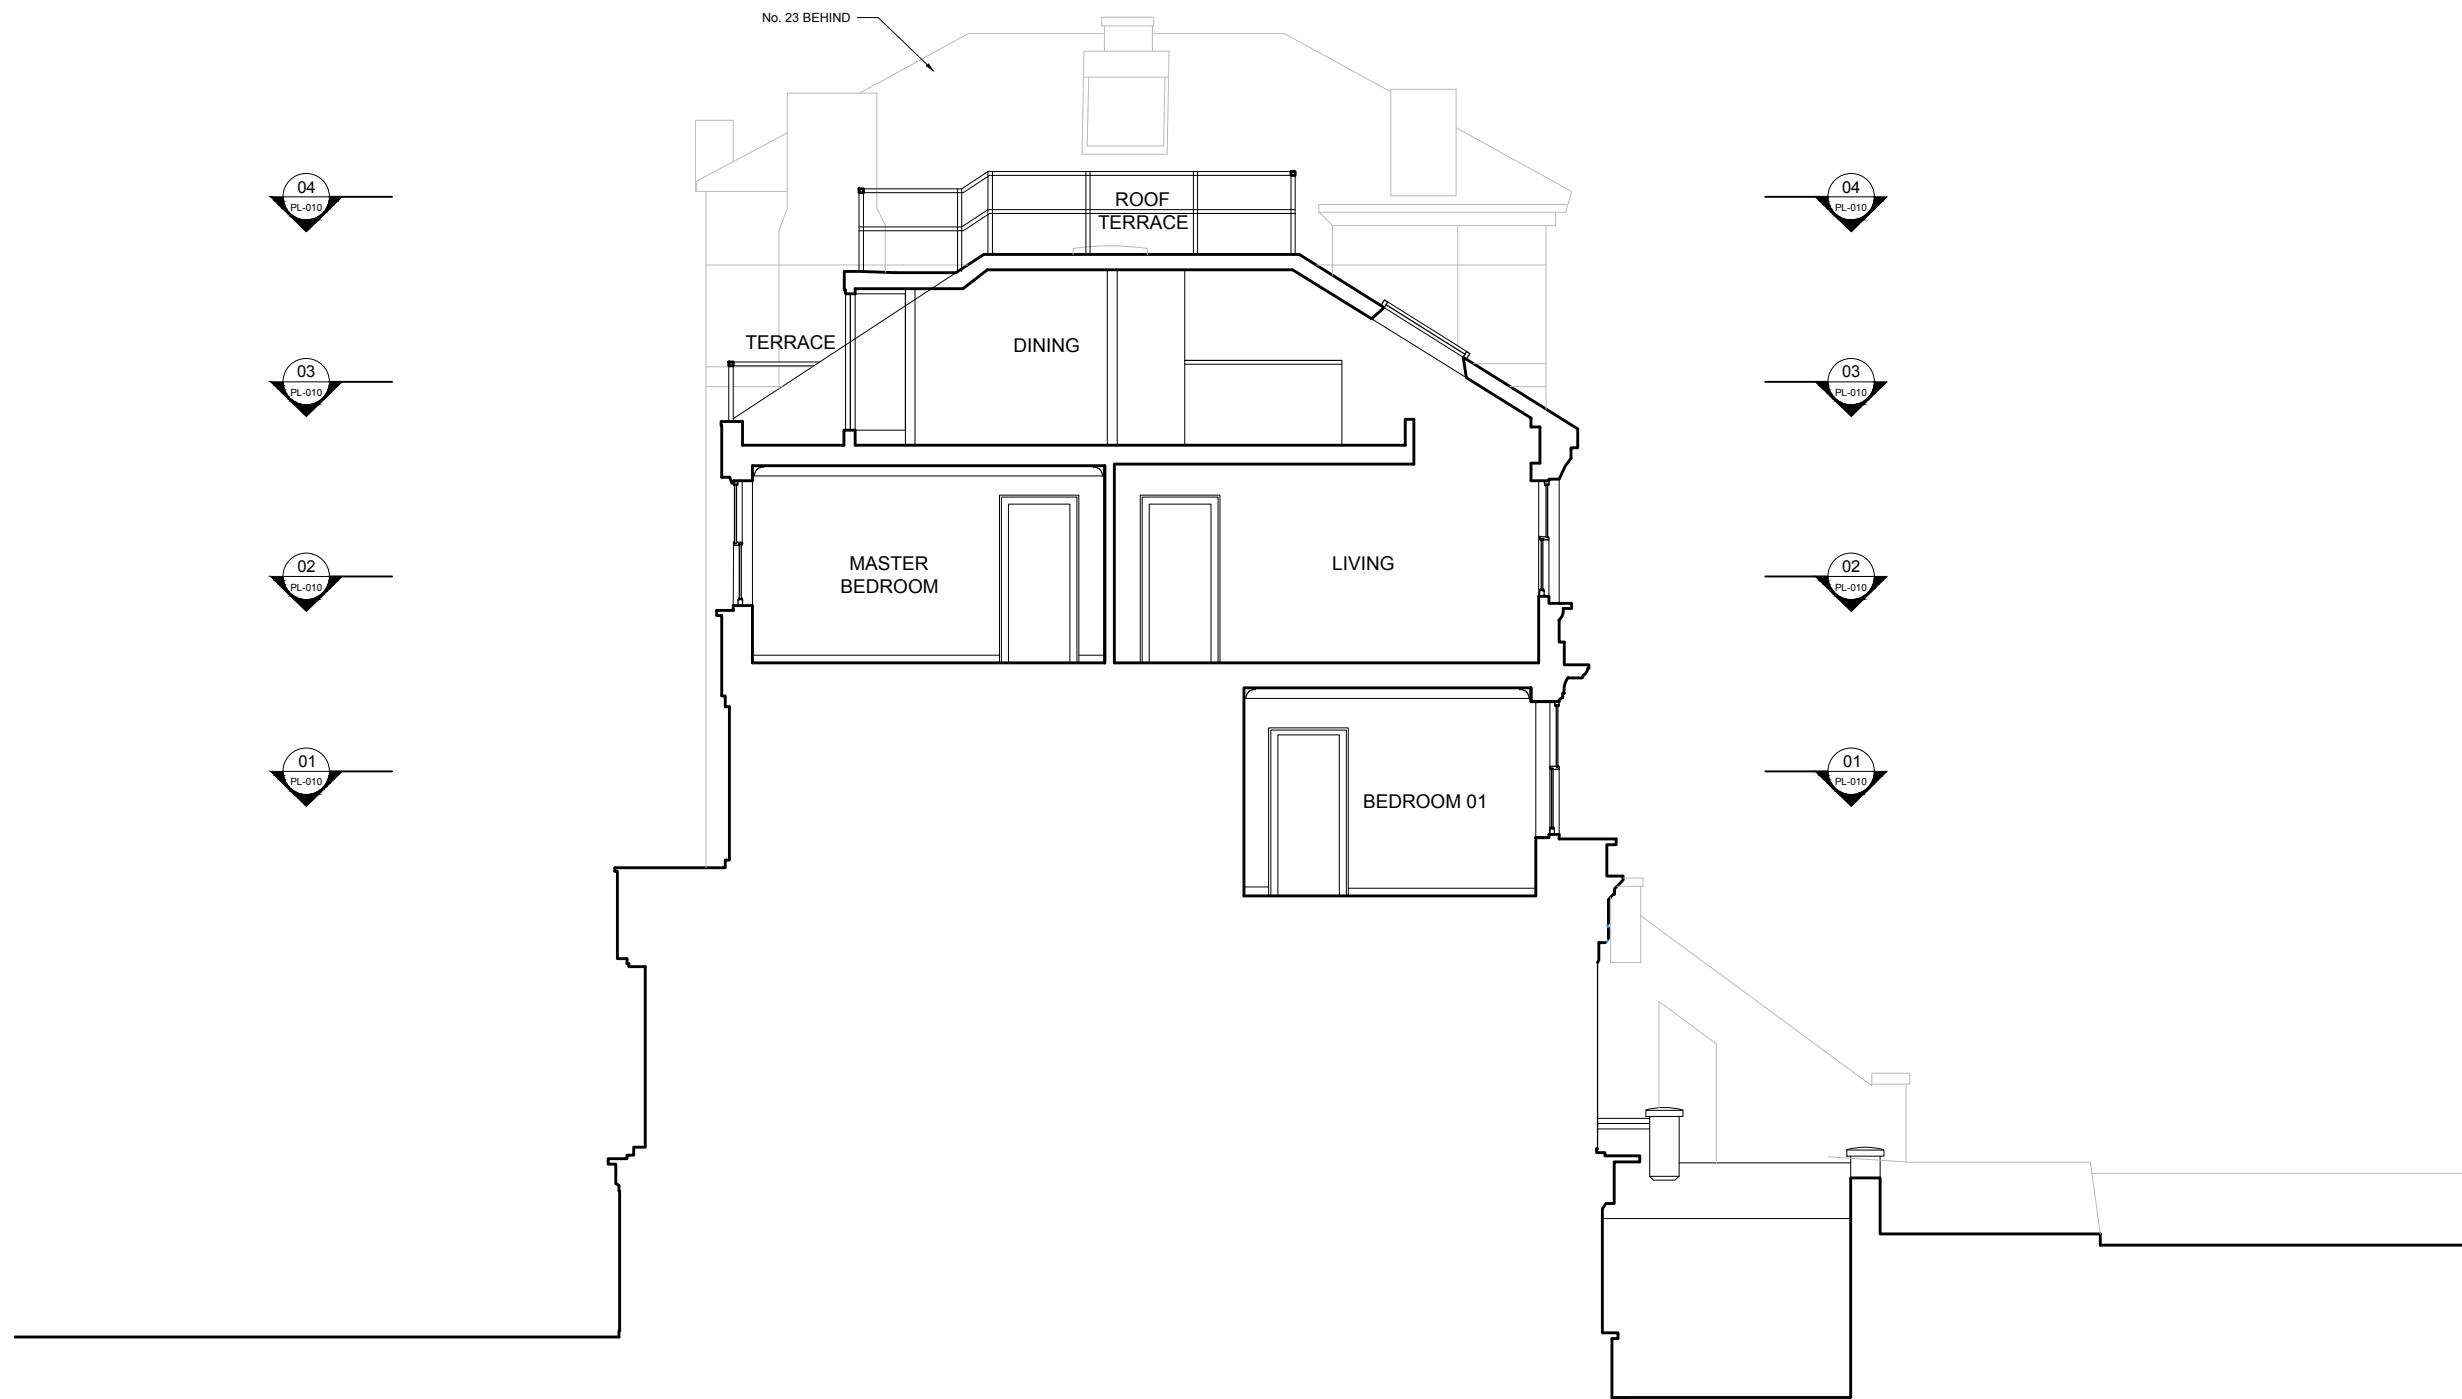 No. 23 BEHIND
04
PL-010
ROOF
TERRACE
04
PL-010
TERRACE
DINING
03
PL-010
03
PL-010
MASTER
BEDROOM
LIVING
02
PL-010
02
PL-010
01
PL-010
BEDROOM 01
01
PL-010